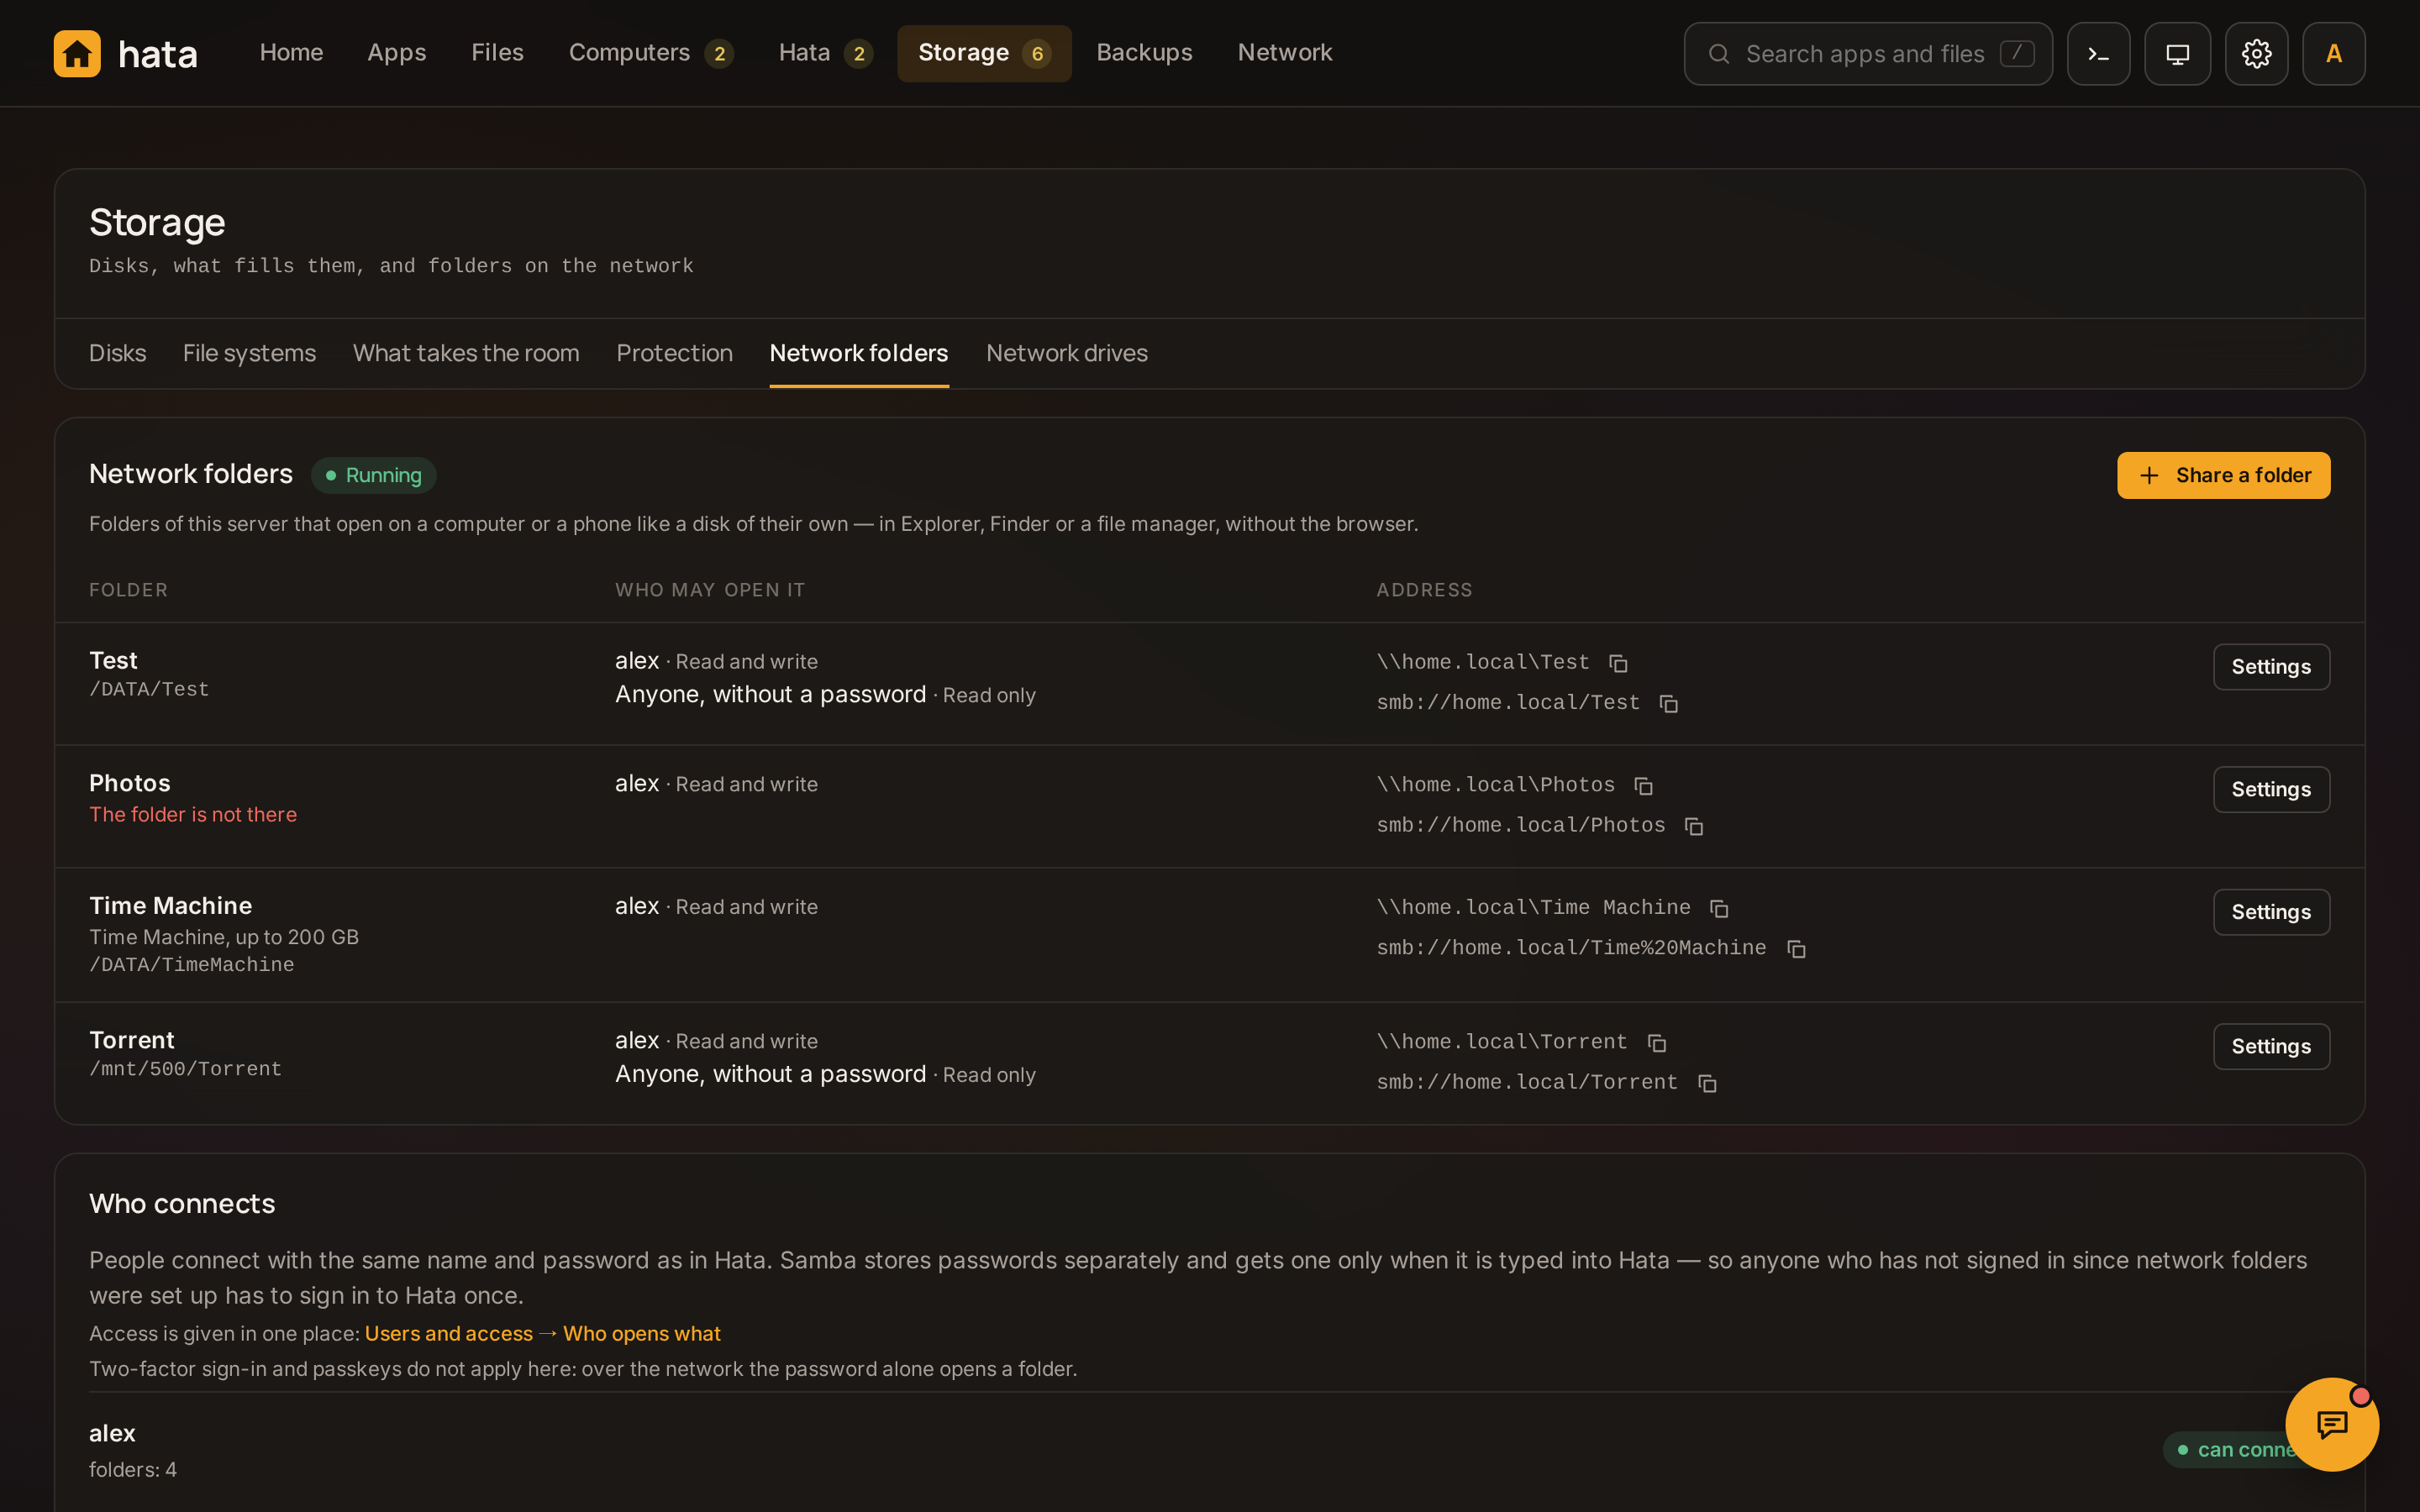 hata
Home
Apps
Files
Computers 2
Hata 2
Storage 6
Backups
Network
Search apps and files /
A
Storage
Disks, what fills them, and folders on the network
Disks
File systems
What takes the room
Protection
Network folders
Network drives
Network folders
Running
Share a folder
Folders of this server that open on a computer or a phone like a disk of their own — in Explorer, Finder or a file manager, without the browser.
FOLDER
WHO MAY OPEN IT
ADDRESS
Test
/DATA/Test
alex · Read and write
Anyone, without a password · Read only
\\home.local\Test
smb://home.local/Test
Settings
Photos
The folder is not there
alex · Read and write
\\home.local\Photos
smb://home.local/Photos
Settings
Time Machine
Time Machine, up to 200 GB
/DATA/TimeMachine
alex · Read and write
\\home.local\Time Machine
smb://home.local/Time%20Machine
Settings
Torrent
/mnt/500/Torrent
alex · Read and write
Anyone, without a password · Read only
\\home.local\Torrent
smb://home.local/Torrent
Settings
Who connects
People connect with the same name and password as in Hata. Samba stores passwords separately and gets one only when it is typed into Hata — so anyone who has not signed in since network folders
were set up has to sign in to Hata once.
Access is given in one place: Users and access → Who opens what
Two-factor sign-in and passkeys do not apply here: over the network the password alone opens a folder.
alex
folders: 4
can